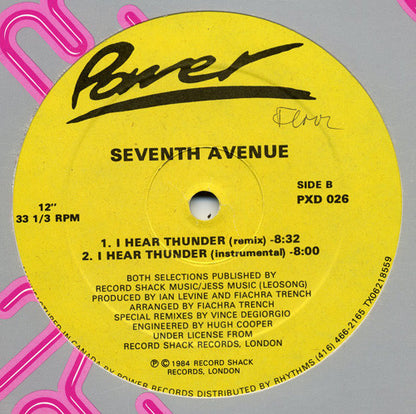 Power
Floor
SEVENTH AVENUE
12"
33 1/3 RPM
SIDE B
PXD 026
1. I HEAR THUNDER (remix) -8:32
2. I HEAR THUNDER (instrumental) -8:00
BOTH SELECTIONS PUBLISHED BY
RECORD SHACK MUSIC/JESS MUSIC (LEOSONG)
PRODUCED BY IAN LEVINE AND FIACHRA TRENCH
ARRANGED BY FIACHRA TRENCH
SPECIAL REMIXES BY VINCE DEGIORGIO
ENGINEERED BY HUGH COOPER
UNDER LICENSE FROM
RECORD SHACK RECORDS, LONDON
Ⓟ © 1984 RECORD SHACK
RECORDS, LONDON
IN CANADA BY POWER RECORDS DISTRIBUTED BY RHYTHMS (416) 466-2165 TX06218559